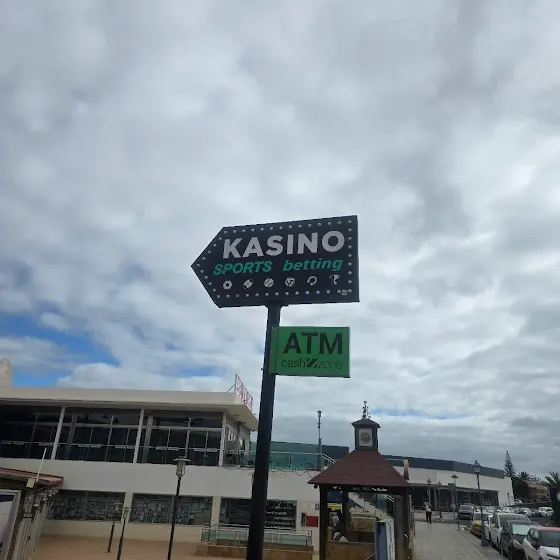 KASINO
SPORTS betting
ATM
cashzone